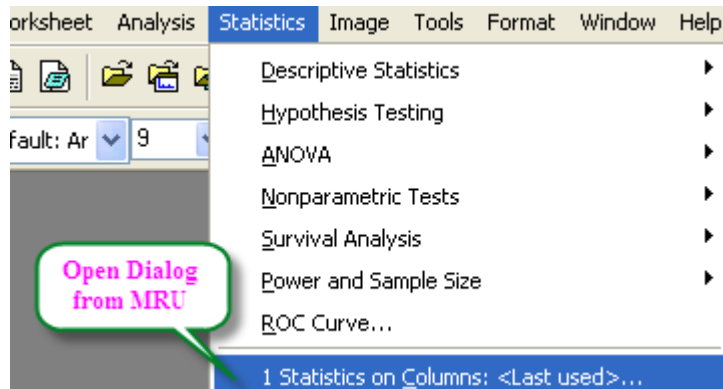 orksheet Analysis Statistics Image Tools Format Window Help
Descriptive Statistics
fault: Ar 9
Hypothesis Testing
ANOVA
Nonparametric Tests
Survival Analysis
Open Dialog
from MRU
Power and Sample Size
ROC Curve...
1 Statistics on Columns: <Last used>...